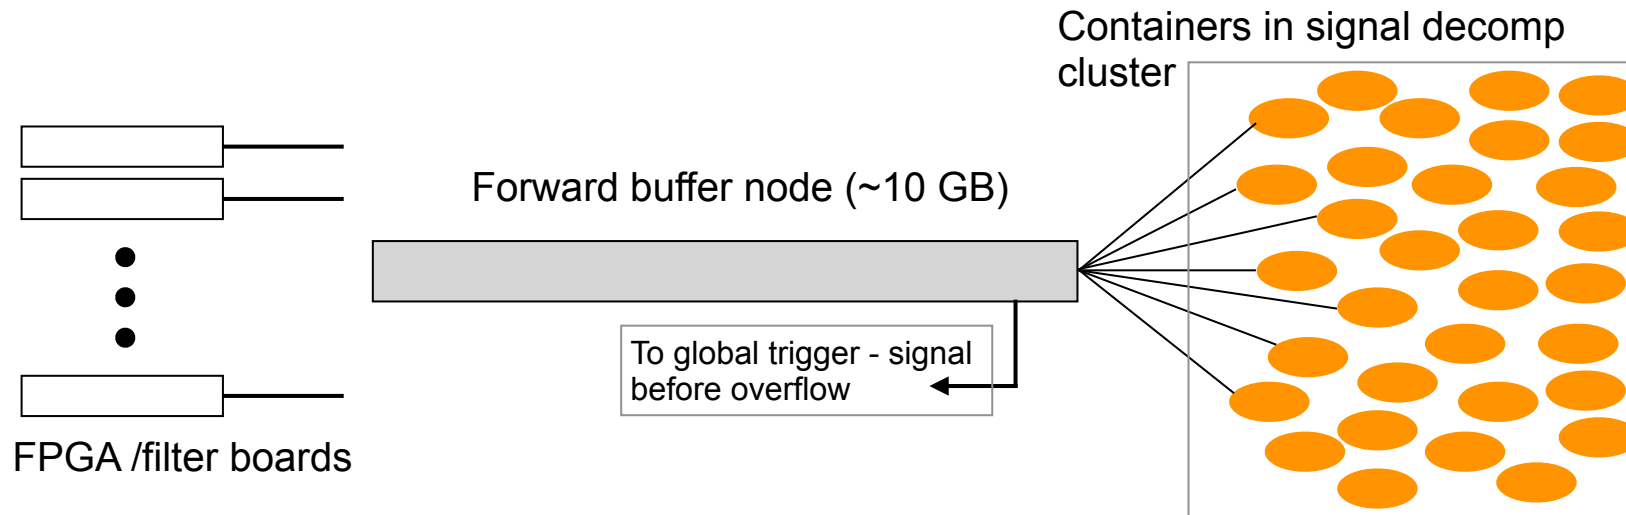 Containers in signal decomp
cluster
Forward buffer node (~10 GB)
To global trigger - signal
before overflow
FPGA /filter boards